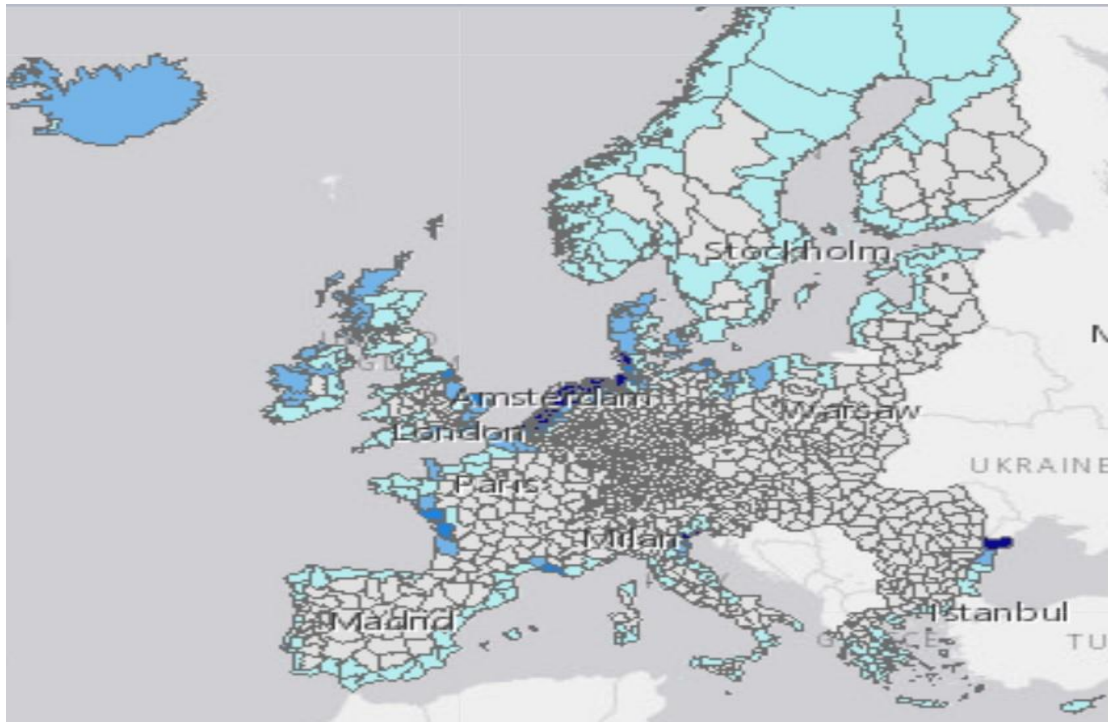 Stockholm
Amsterdam
Warsaw
London
UKRAINE
Paris
Milan
Madrid
Istanbul